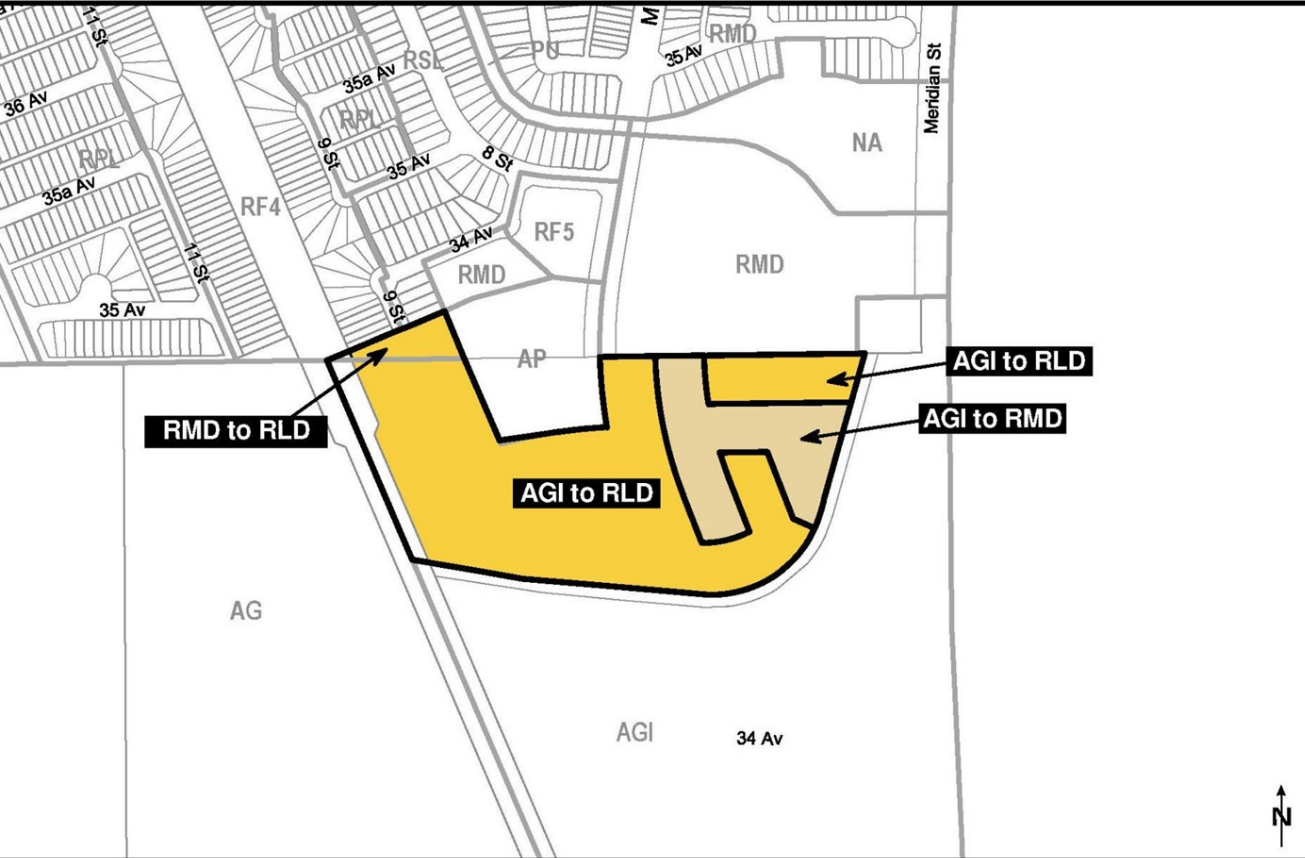 11 St
M
RMD
35 Av
PU
RSL
35a Av
36 Av
Meridian St
RPL
NA
9 St
35 Av
8 St
RPL
35a Av
RF4
RF5
34 Av
11 St
RMD
RMD
9 St
35 Av
AP
AGI to RLD
RMD to RLD
AGI to RMD
AGI to RLD
AG
AGI
34 Av
N